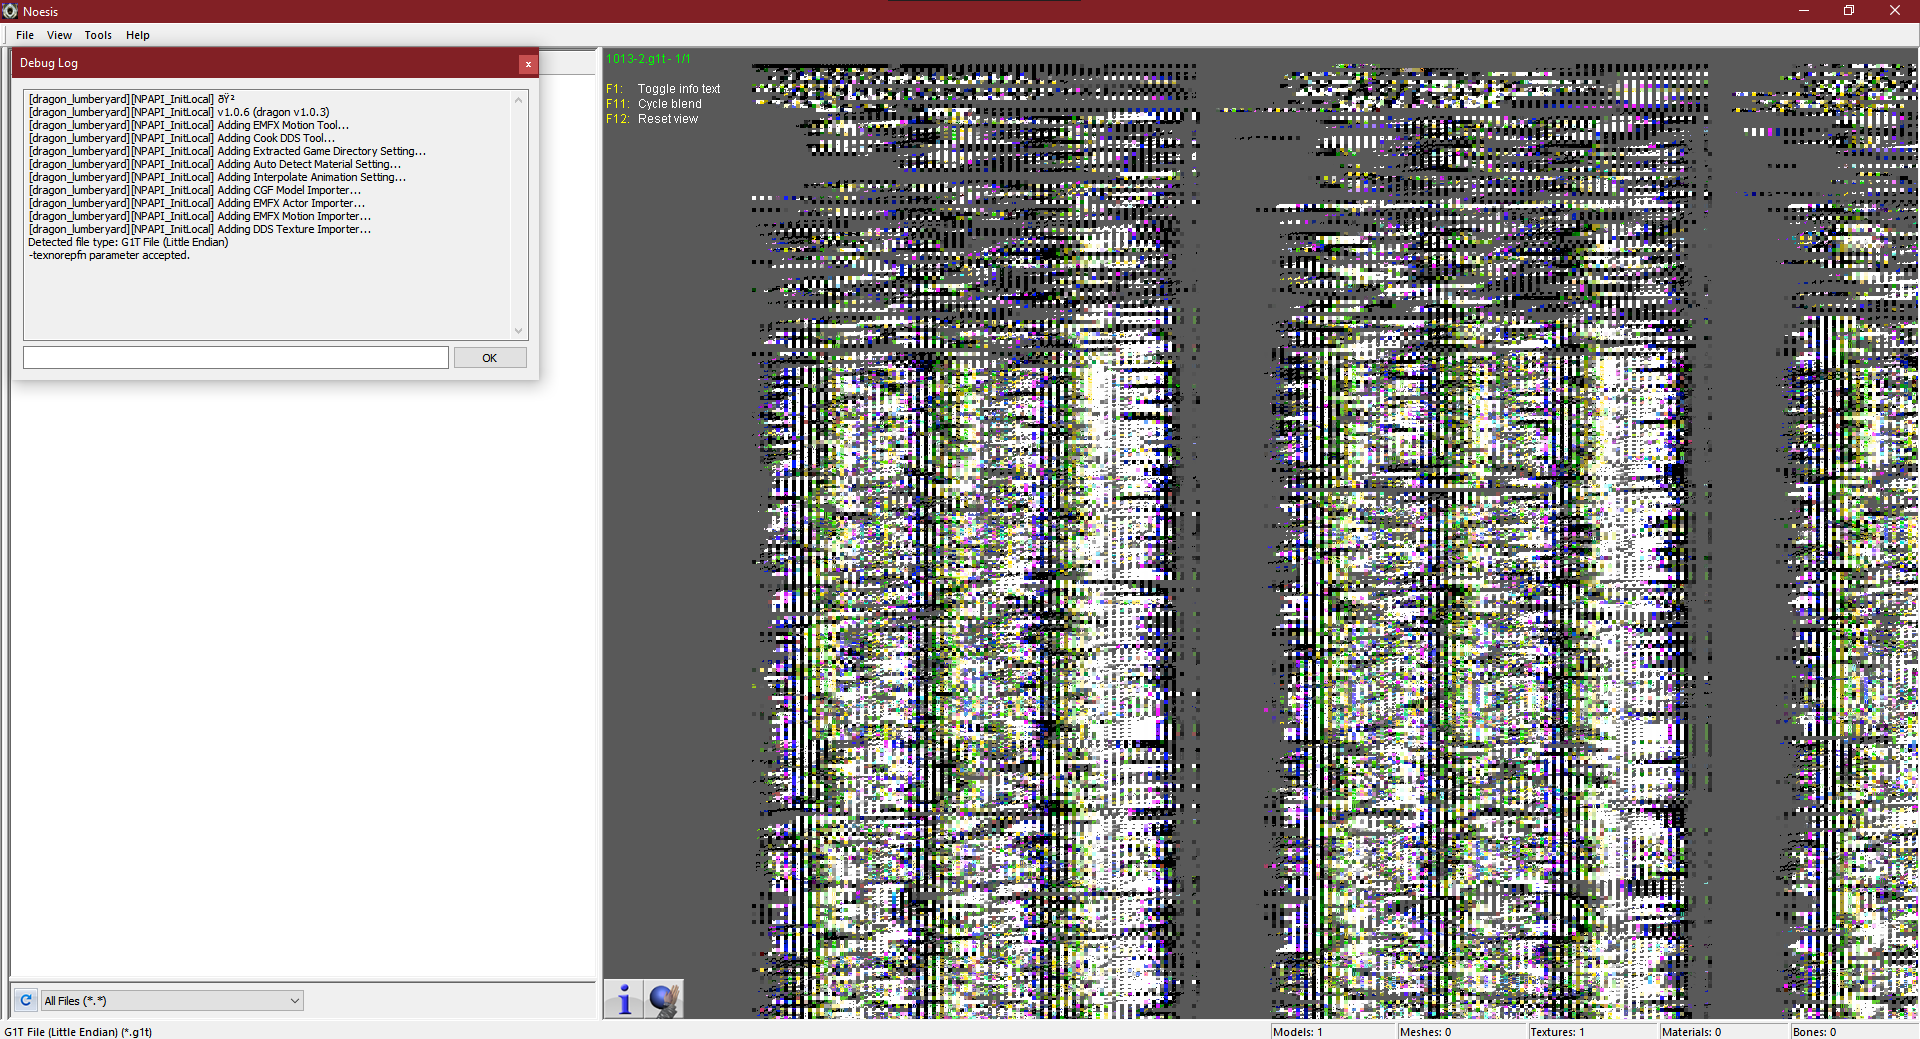 Noesis
File View Tools Help
Debug Log
[dragon_lumberyard][NPAPI_InitLocal] ðŸ²
[dragon_lumberyard][NPAPI_InitLocal] v1.0.6 (dragon v1.0.3)
[dragon_lumberyard][NPAPI_InitLocal] Adding EMFX Motion Tool...
[dragon_lumberyard][NPAPI_InitLocal] Adding Cook DDS Tool...
[dragon_lumberyard][NPAPI_InitLocal] Adding Extracted Game Directory Setting...
[dragon_lumberyard][NPAPI_InitLocal] Adding Auto Detect Material Setting...
[dragon_lumberyard][NPAPI_InitLocal] Adding Interpolate Animation Setting...
[dragon_lumberyard][NPAPI_InitLocal] Adding CGF Model Importer...
[dragon_lumberyard][NPAPI_InitLocal] Adding EMFX Actor Importer...
[dragon_lumberyard][NPAPI_InitLocal] Adding EMFX Motion Importer...
[dragon_lumberyard][NPAPI_InitLocal] Adding DDS Texture Importer...
Detected file type: G1T File (Little Endian)
-texnorepfn parameter accepted.
OK
1013-2.g1t - 1/1
F1: Toggle info text
F11: Cycle blend
F12: Reset view
All Files (*.*)
G1T File (Little Endian) (*.g1t)
Models: 1
Meshes: 0
Textures: 1
Materials: 0
Bones: 0